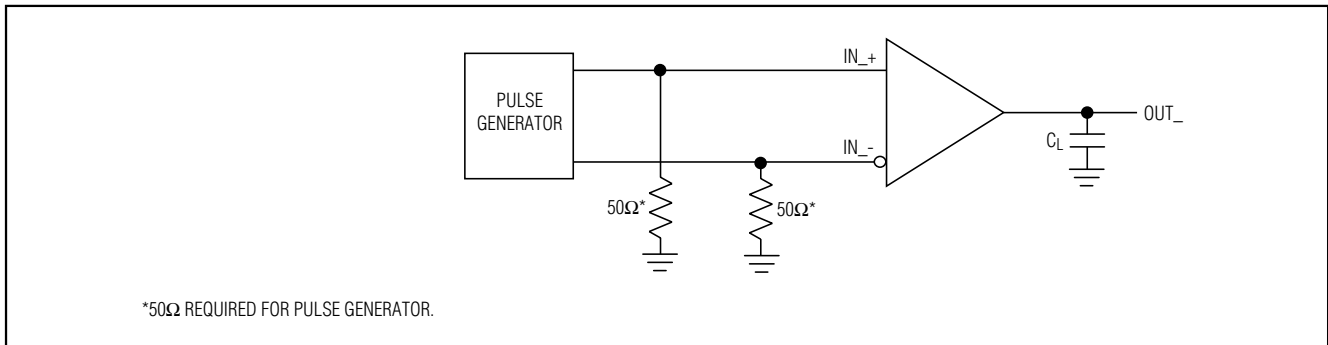 IN_+
PULSE
GENERATOR
OUT_
C_L
IN_-
50Ω*
50Ω*
*50Ω REQUIRED FOR PULSE GENERATOR.